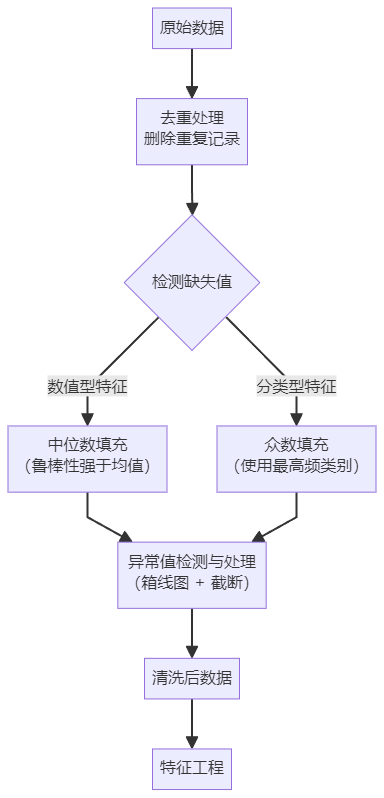 原始数据
去重处理
删除重复记录
检测缺失值
数值型特征
分类型特征
中位数填充
（鲁棒性强于均值）
众数填充
（使用最高频类别）
异常值检测与处理
（箱线图 + 截断）
清洗后数据
特征工程